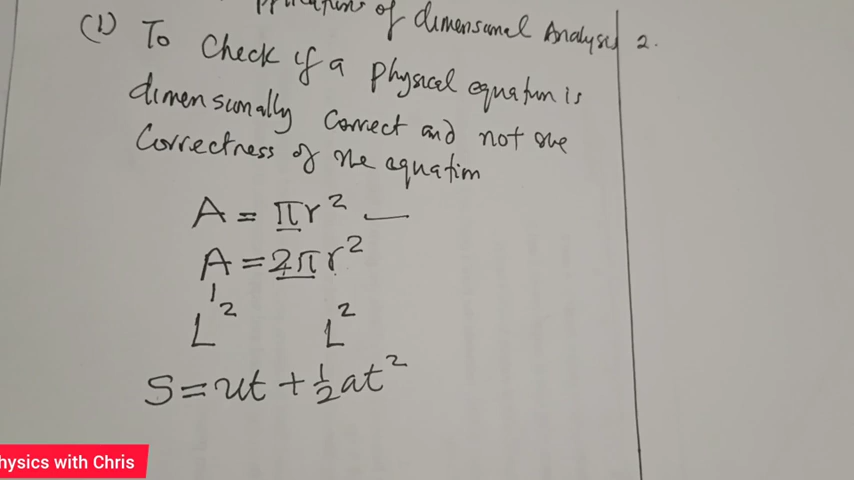 of dimensional Analysis 2.
(1) To Check if a physical equation is
dimensionally correct and not the
Correctness of the equation
A = πr²
A = 2πr²
L² L²
S = ut + ½at²
hysics with Chris